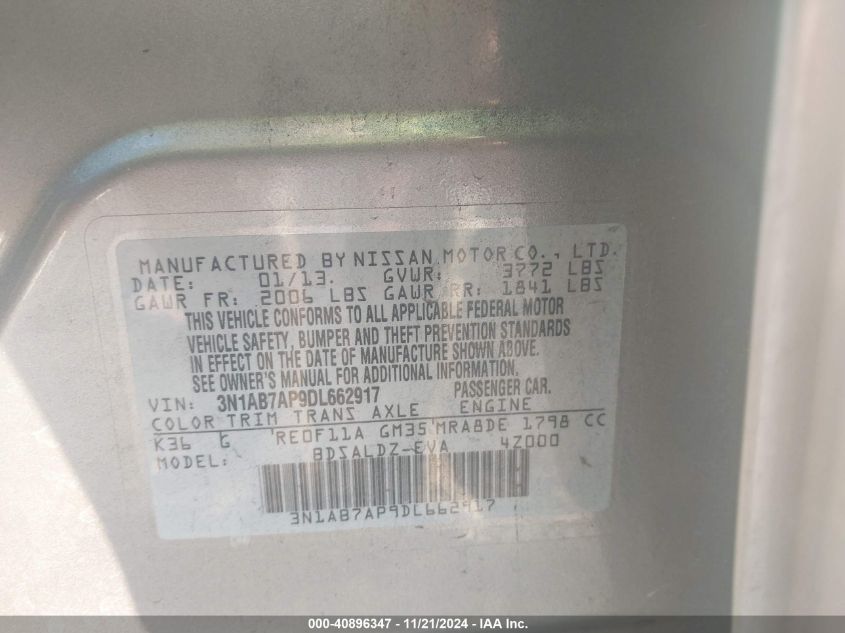 MANUFACTURED BY NISSAN MOTOR CO., LTD.
DATE: 01/13. GVWR: 3772 LBS
GAWR FR: 2006 LBS GAWR RR: 1841 LBS
THIS VEHICLE CONFORMS TO ALL APPLICABLE FEDERAL MOTOR
VEHICLE SAFETY, BUMPER AND THEFT PREVENTION STANDARDS
IN EFFECT ON THE DATE OF MANUFACTURE SHOWN ABOVE.
SEE OWNER'S MANUAL FOR ADDITIONAL INFORMATION.
VIN: 3N1AB7AP9DL662917 PASSENGER CAR.
COLOR TRIM TRANS AXLE ENGINE
K36 G RE0F11A GM35 MRA8DE 1798 CC
MODEL: BDSALDZ-EVA 4Z000
3N1AB7AP9DL662917
000-40896347 - 11/21/2024 - IAA Inc.